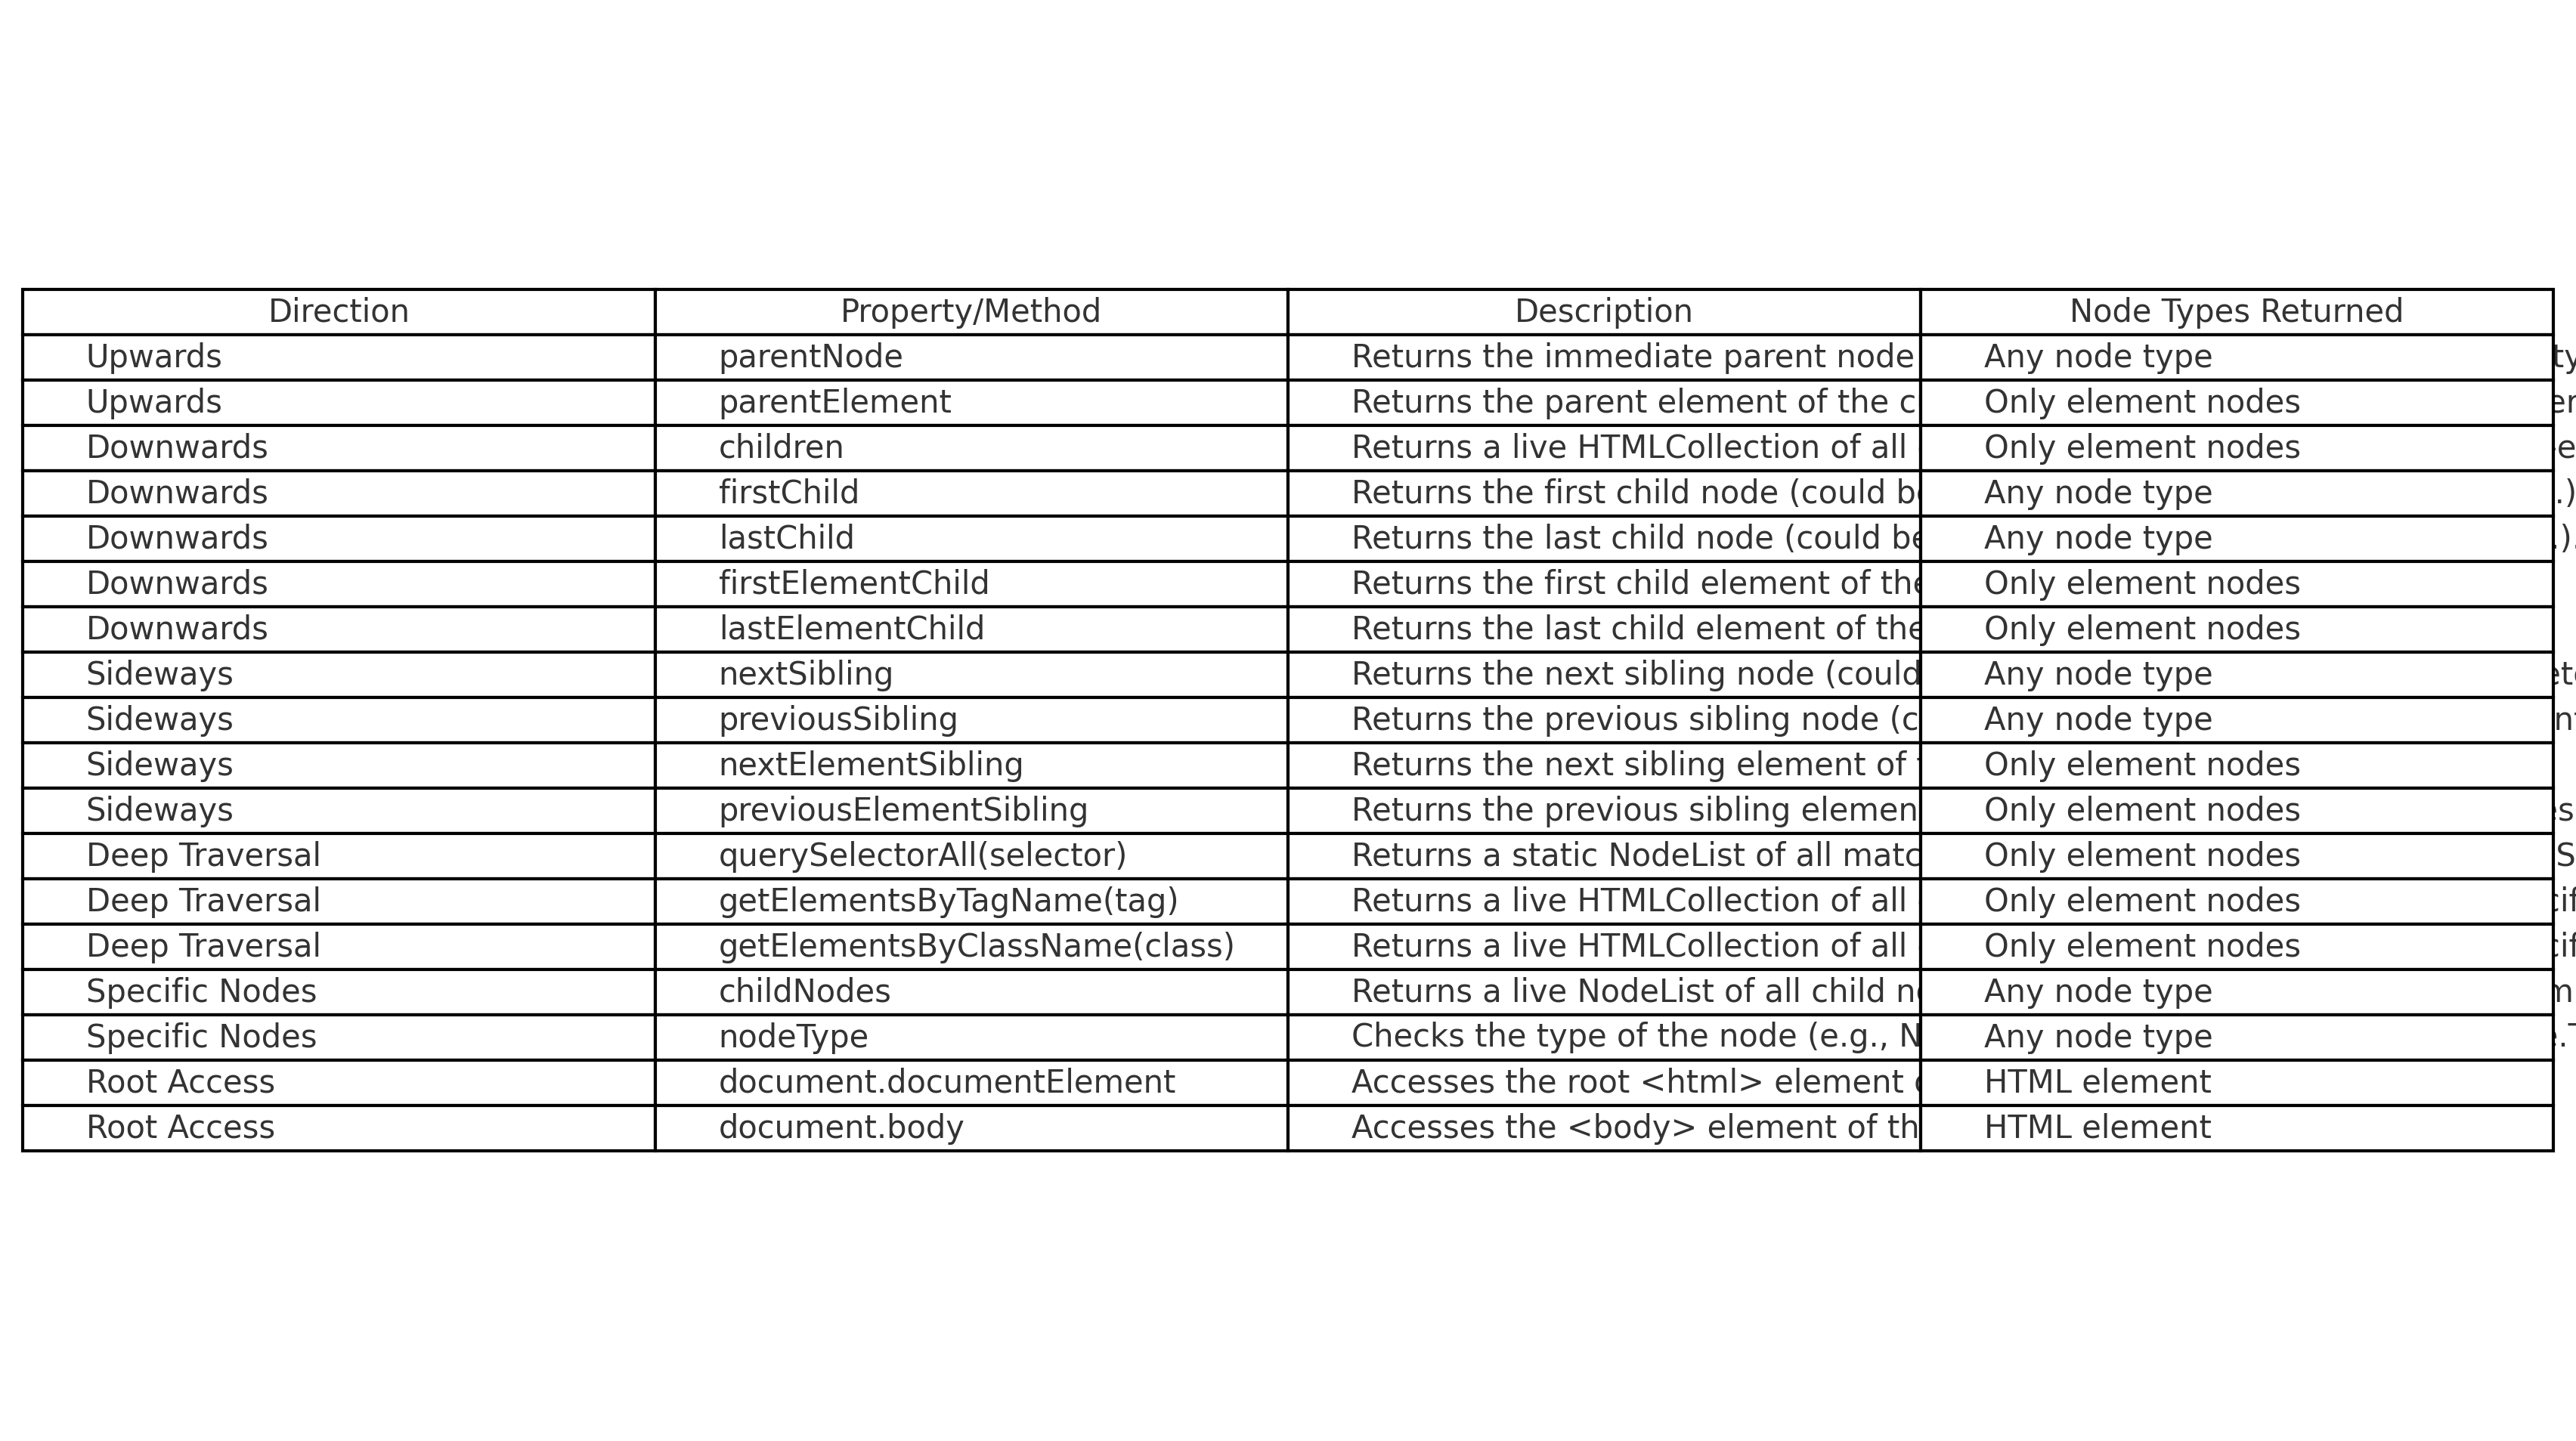 Direction Property/Method Description Node Types Returned
Upwards parentNode Returns the immediate parent node Any node type
Upwards parentElement Returns the parent element of the Only element nodes
Downwards children Returns a live HTMLCollection of all Only element nodes
Downwards firstChild Returns the first child node (could Any node type
Downwards lastChild Returns the last child node (could be Any node type
Downwards firstElementChild Returns the first child element of the Only element nodes
Downwards lastElementChild Returns the last child element of the Only element nodes
Sideways nextSibling Returns the next sibling node (could Any node type
Sideways previousSibling Returns the previous sibling node Any node type
Sideways nextElementSibling Returns the next sibling element of Only element nodes
Sideways previousElementSibling Returns the previous sibling Only element nodes
Deep Traversal querySelectorAll(selector) Returns a static NodeList of all Only element nodes
Deep Traversal getElementsByTagName(tag) Returns a live HTMLCollection of all Only element nodes
Deep Traversal getElementsByClassName(class) Returns a live HTMLCollection of all Only element nodes
Specific Nodes childNodes Returns a live NodeList of all child Any node type
Specific Nodes nodeType Checks the type of the node (e.g., Any node type
Root Access document.documentElement Accesses the root <html> element HTML element
Root Access document.body Accesses the <body> element of HTML element